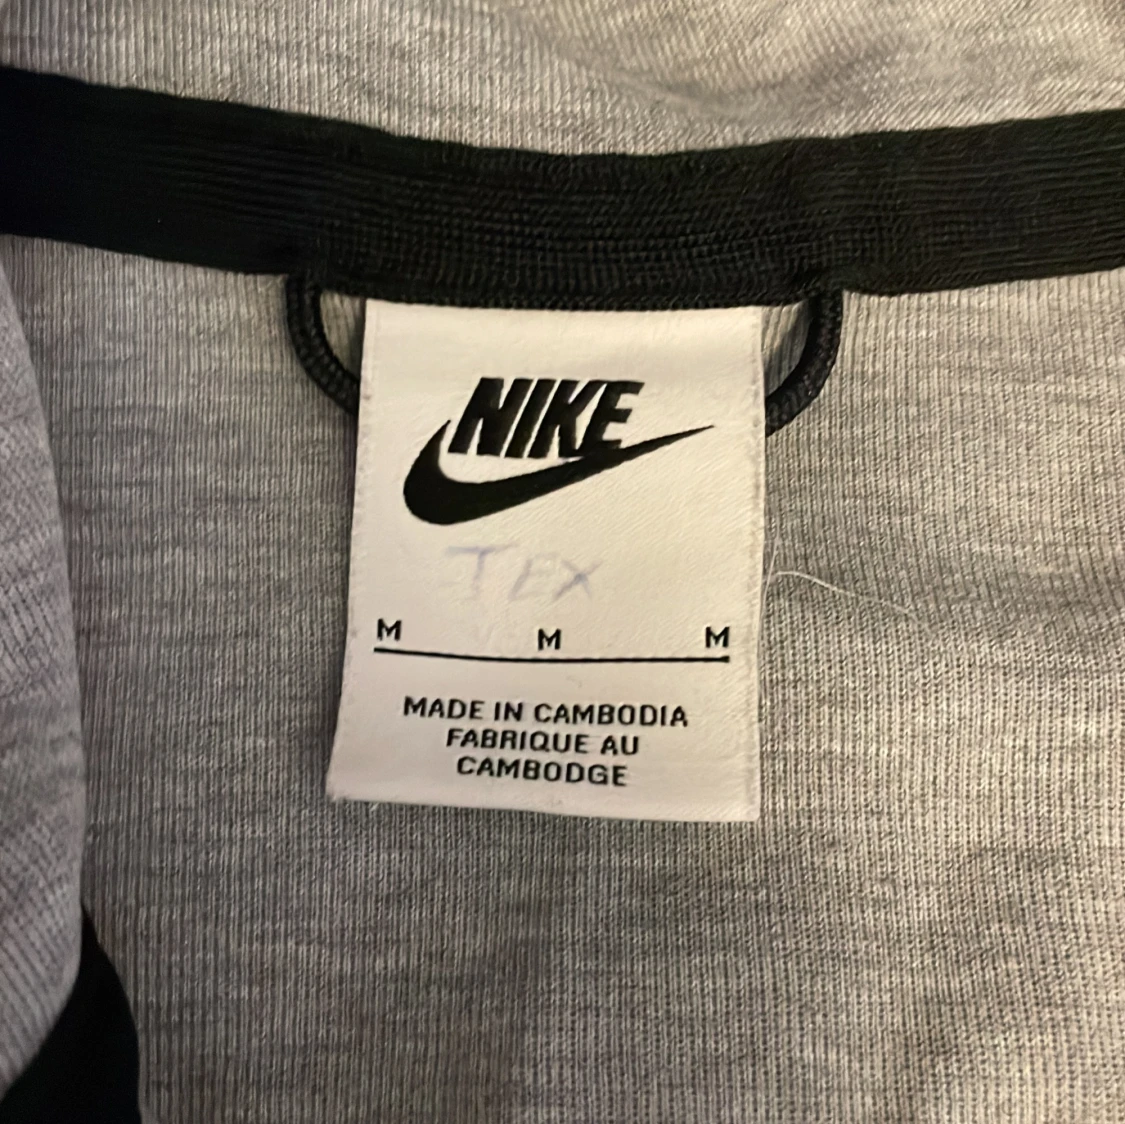 NIKE
TEX
M M M
MADE IN CAMBODIA
FABRIQUE AU
CAMBODGE